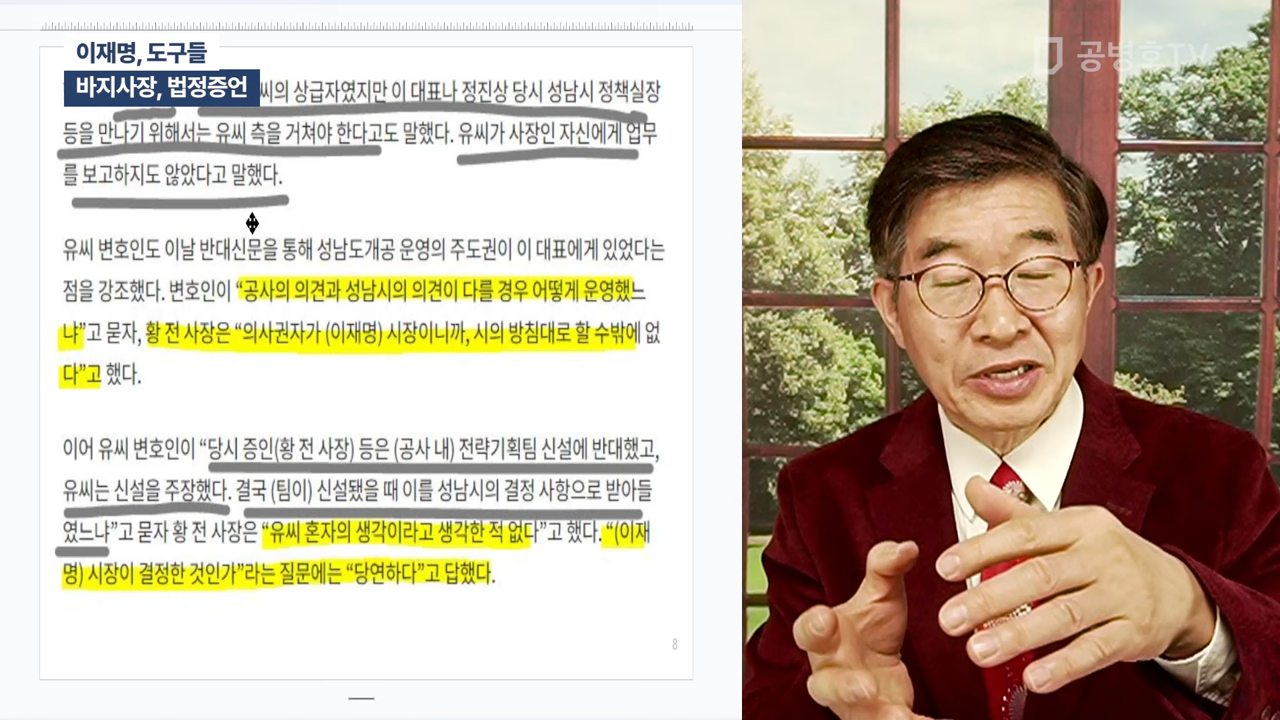 이재명, 도구들
바지사장, 법정증언
공병호TV
씨의 상급자였지만 이 대표나 정진상 당시 성남시 정책실장
등을 만나기 위해서는 유씨 측을 거쳐야 한다고도 말했다. 유씨가 사장인 자신에게 업무
를 보고하지도 않았다고 말했다.
유씨 변호인도 이날 반대신문을 통해 성남도개공 운영의 주도권이 이 대표에게 있었다는
점을 강조했다. 변호인이 “공사의 의견과 성남시의 의견이 다를 경우 어떻게 운영했느
냐”고 묻자, 황 전 사장은 “의사권자가 (이재명) 시장이니까, 시의 방침대로 할 수밖에 없
다”고 했다.
이어 유씨 변호인이 “당시 증인(황 전 사장) 등은 (공사 내) 전략기획팀 신설에 반대했고,
유씨는 신설을 주장했다. 결국 (팀이) 신설됐을 때 이를 성남시의 결정 사항으로 받아들
였느냐”고 묻자 황 전 사장은 “유씨 혼자의 생각이라고 생각한 적 없다”고 했다. “(이재
명) 시장이 결정한 것인가”라는 질문에는 “당연하다”고 답했다.
8